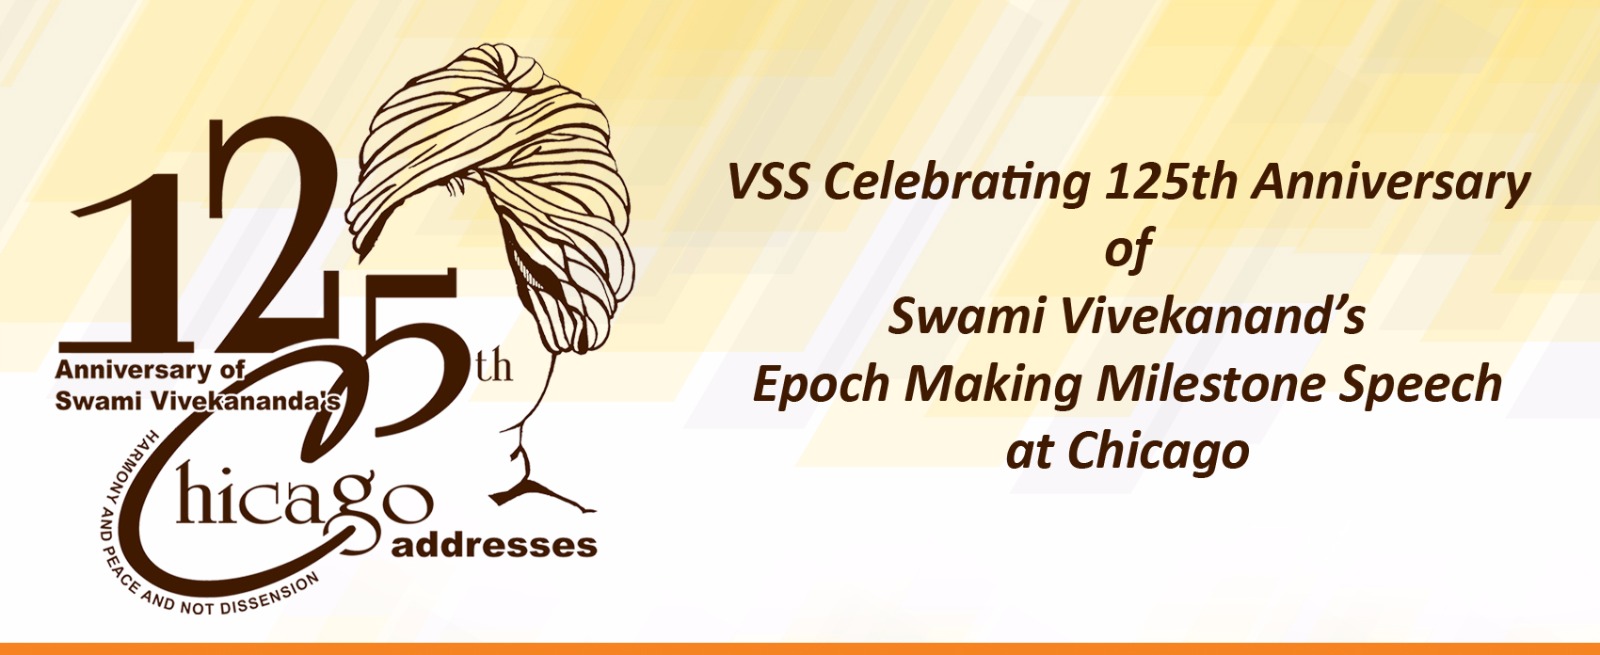 125th
Anniversary of
Swami Vivekananda's
Chicago
addresses
HARMONY AND PEACE AND NOT DISSENSION
VSS Celebrating 125th Anniversary
of
Swami Vivekanand’s
Epoch Making Milestone Speech
at Chicago